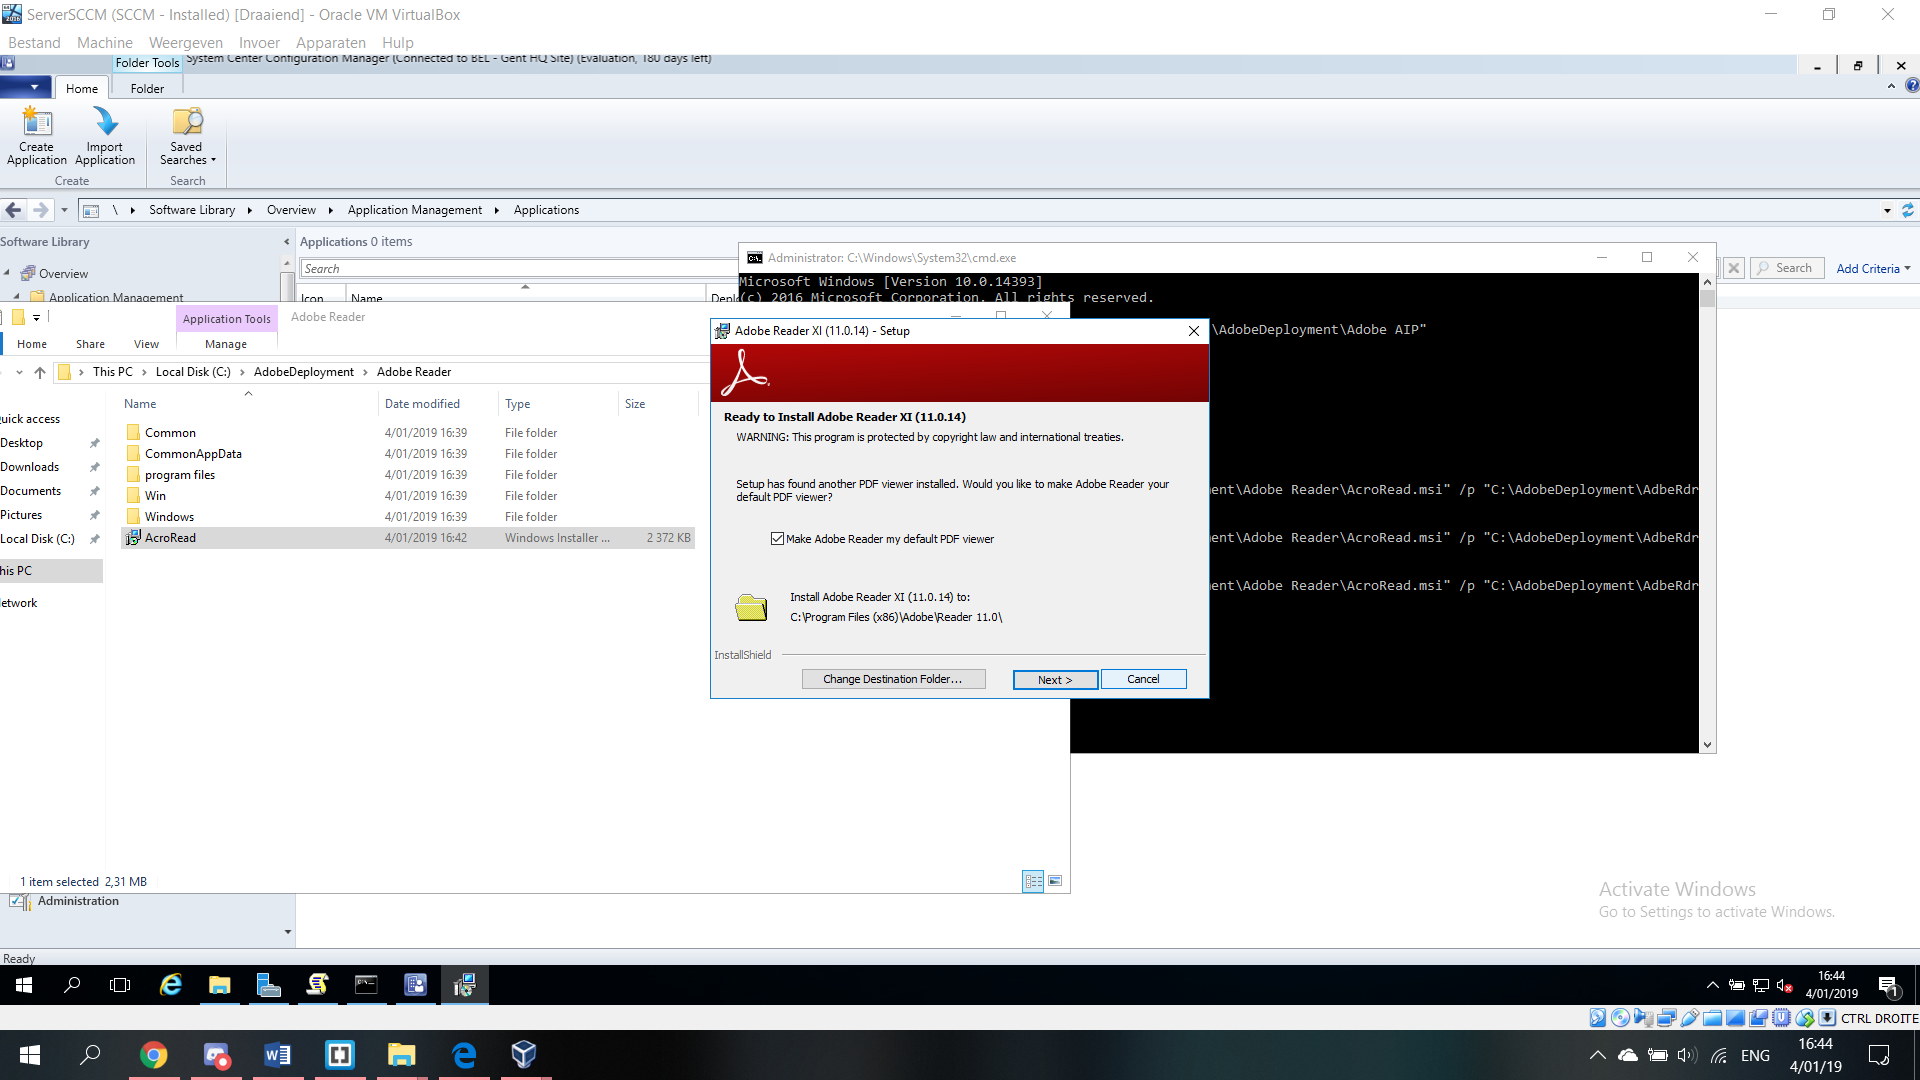 ServerSCCM (SCCM - Installed) [Draaiend] - Oracle VM VirtualBox
Bestand Machine Weergeven Invoer Apparaten Hulp
Folder Tools System Center Configuration Manager (Connected to BEL - Gent HQ Site) (Evaluation, 180 days left)
Home Folder
Create Application
Import Application
Saved Searches
Create
Search
\ Software Library Overview Application Management Applications
Software Library
Overview
Application Management
Applications 0 items
Search
Icon Name
Search Add Criteria
Administrator: C:\Windows\System32\cmd.exe
Microsoft Windows [Version 10.0.14393]
(c) 2016 Microsoft Corporation. All rights reserved.
\AdobeDeployment\Adobe AIP"
ent\Adobe Reader\AcroRead.msi" /p "C:\AdobeDeployment\AdbeRdr
ent\Adobe Reader\AcroRead.msi" /p "C:\AdobeDeployment\AdbeRdr
ent\Adobe Reader\AcroRead.msi" /p "C:\AdobeDeployment\AdbeRdr
Application Tools Adobe Reader
Home Share View Manage
This PC Local Disk (C:) AdobeDeployment Adobe Reader
uick access
Desktop
Downloads
Documents
Pictures
Local Disk (C:)
his PC
etwork
Name Date modified Type Size
Common 4/01/2019 16:39 File folder
CommonAppData 4/01/2019 16:39 File folder
program files 4/01/2019 16:39 File folder
Win 4/01/2019 16:39 File folder
Windows 4/01/2019 16:39 File folder
AcroRead 4/01/2019 16:42 Windows Installer ... 2 372 KB
1 item selected 2,31 MB
Adobe Reader XI (11.0.14) - Setup
Ready to Install Adobe Reader XI (11.0.14)
WARNING: This program is protected by copyright law and international treaties.
Setup has found another PDF viewer installed. Would you like to make Adobe Reader your
default PDF viewer?
Make Adobe Reader my default PDF viewer
Install Adobe Reader XI (11.0.14) to:
C:\Program Files (x86)\Adobe\Reader 11.0\
InstallShield
Change Destination Folder... Next > Cancel
Administration
Ready
Activate Windows
Go to Settings to activate Windows.
16:44
4/01/2019
1
CTRL DROITE
ENG
16:44
4/01/19